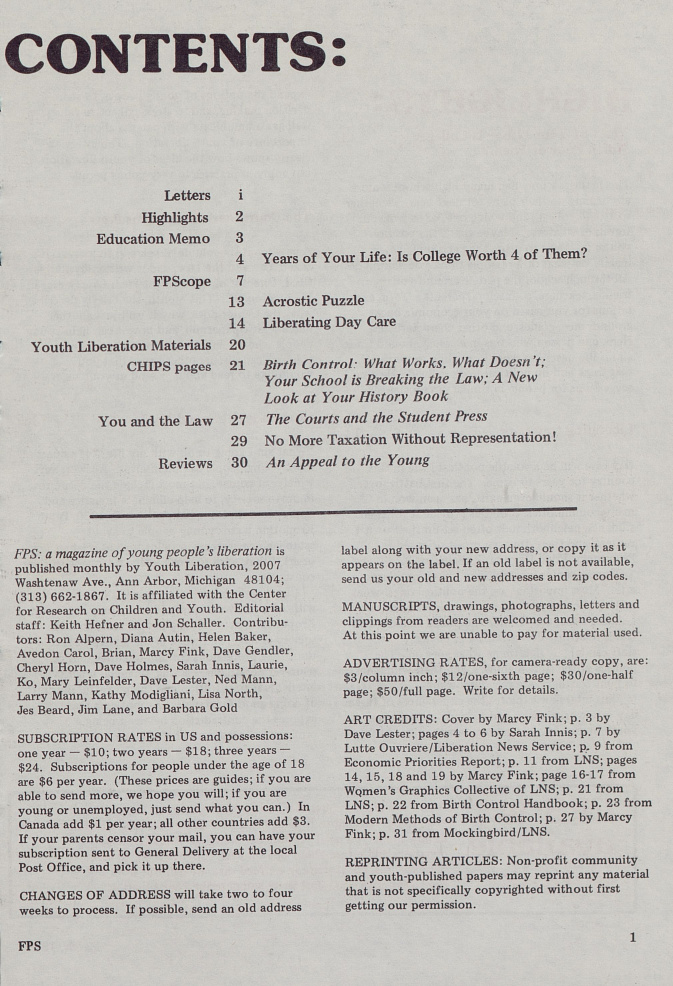 CONTENTS:
Letters i
Highlights 2
Education Memo 3
4 Years of Your Life: Is College Worth 4 of Them?
FPScope 7
13 Acrostic Puzzle
14 Liberating Day Care
Youth Liberation Materials 20
CHIPS pages 21 Birth Control: What Works, What Doesn't;
Your School is Breaking the Law; A New
Look at Your History Book
You and the Law 27 The Courts and the Student Press
29 No More Taxation Without Representation!
Reviews 30 An Appeal to the Young
FPS: a magazine of young people's liberation is
published monthly by Youth Liberation, 2007
Washtenaw Ave., Ann Arbor, Michigan 48104;
(313) 662-1867. It is affiliated with the Center
for Research on Children and Youth. Editorial
staff: Keith Hefner and Jon Schaller. Contribu-
tors: Ron Alpern, Diana Autin, Helen Baker,
Avedon Carol, Brian, Marcy Fink, Dave Gendler,
Cheryl Horn, Dave Holmes, Sarah Innis, Laurie,
Ko, Mary Leinfelder, Dave Lester, Ned Mann,
Larry Mann, Kathy Modigliani, Lisa North,
Jes Beard, Jim Lane, and Barbara Gold
SUBSCRIPTION RATES in US and possessions:
one year — $10; two years — $18; three years —
$24. Subscriptions for people under the age of 18
are $6 per year. (These prices are guides; if you are
able to send more, we hope you will; if you are
young or unemployed, just send what you can.) In
Canada add $1 per year; all other countries add $3.
If your parents censor your mail, you can have your
subscription sent to General Delivery at the local
Post Office, and pick it up there.
CHANGES OF ADDRESS will take two to four
weeks to process. If possible, send an old address
label along with your new address, or copy it as it
appears on the label. If an old label is not available,
send us your old and new addresses and zip codes.
MANUSCRIPTS, drawings, photographs, letters and
clippings from readers are welcomed and needed.
At this point we are unable to pay for material used.
ADVERTISING RATES, for camera-ready copy, are:
$3/column inch; $12/one-sixth page; $30/one-half
page; $50/full page. Write for details.
ART CREDITS: Cover by Marcy Fink; p. 3 by
Dave Lester; pages 4 to 6 by Sarah Innis; p. 7 by
Lutte Ouvriere/Liberation News Service; p. 9 from
Economic Priorities Report; p. 11 from LNS; pages
14, 15, 18 and 19 by Marcy Fink; page 16-17 from
Women's Graphics Collective of LNS; p. 21 from
LNS; p. 22 from Birth Control Handbook; p. 23 from
Modern Methods of Birth Control; p. 27 by Marcy
Fink; p. 31 from Mockingbird/LNS.
REPRINTING ARTICLES: Non-profit community
and youth-published papers may reprint any material
that is not specifically copyrighted without first
getting our permission.
FPS 1